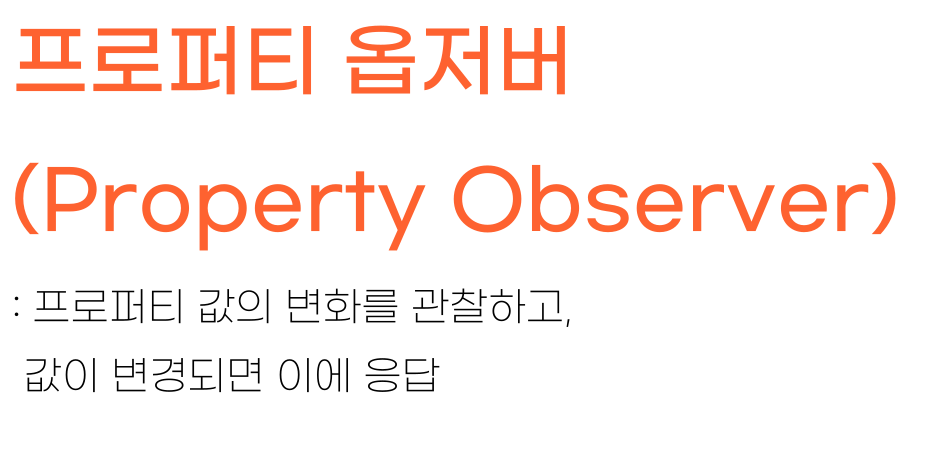 프로퍼티 옵저버
(Property Observer)
: 프로퍼티 값의 변화를 관찰하고,
값이 변경되면 이에 응답